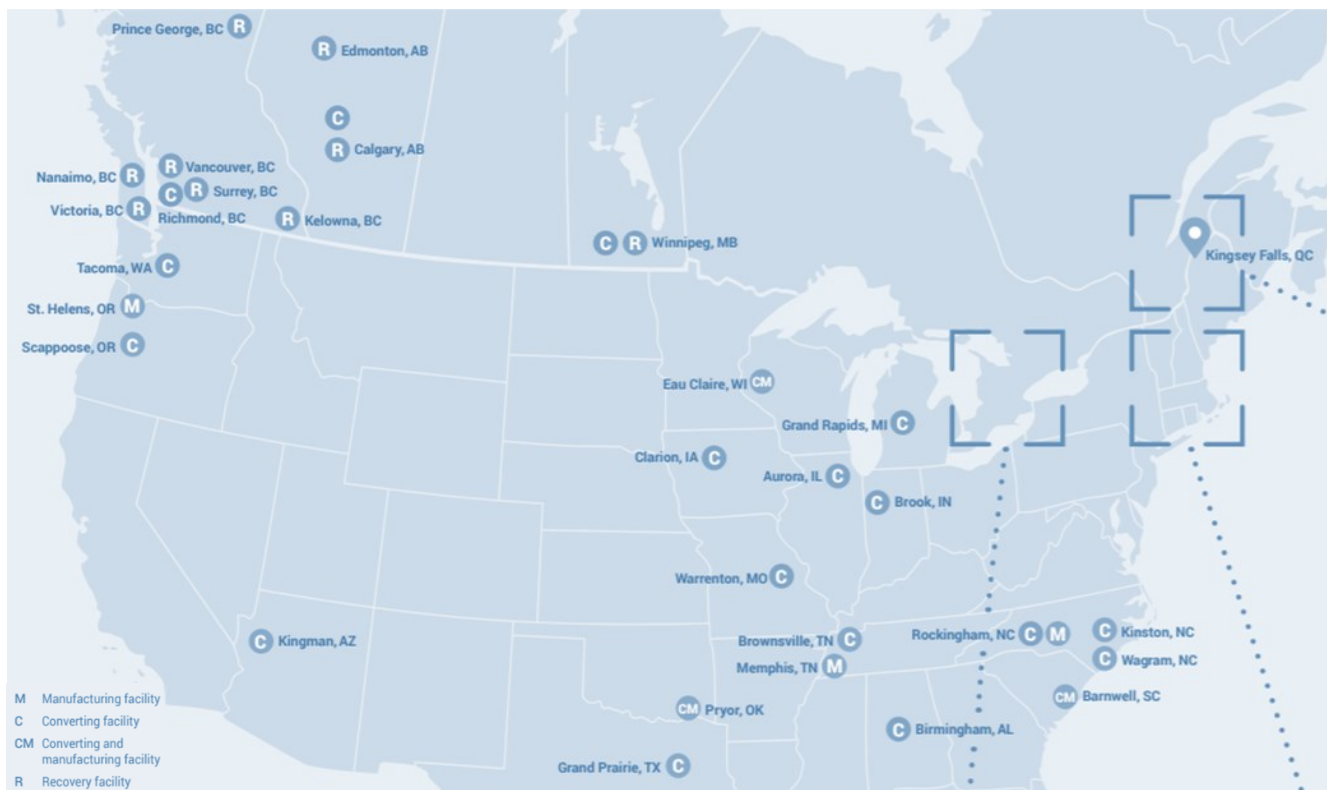 Prince George, BC R
R Edmonton, AB
C
R Calgary, AB
Nanaimo, BC R
R Vancouver, BC
C R Surrey, BC
Victoria, BC R
Richmond, BC
R Kelowna, BC
C R Winnipeg, MB
Kingsey Falls, QC
Tacoma, WA C
St. Helens, OR M
Scappoose, OR C
Eau Claire, WI CM
Grand Rapids, MI C
Clarion, IA C
Aurora, IL C
C Brook, IN
Warrenton, MO C
C Kingman, AZ
Brownsville, TN C
Rockingham, NC C M
C Kinston, NC
Memphis, TN M
C Wagram, NC
CM Barnwell, SC
CM Pryor, OK
C Birmingham, AL
Grand Prairie, TX C
M Manufacturing facility
C Converting facility
CM Converting and
manufacturing facility
R Recovery facility